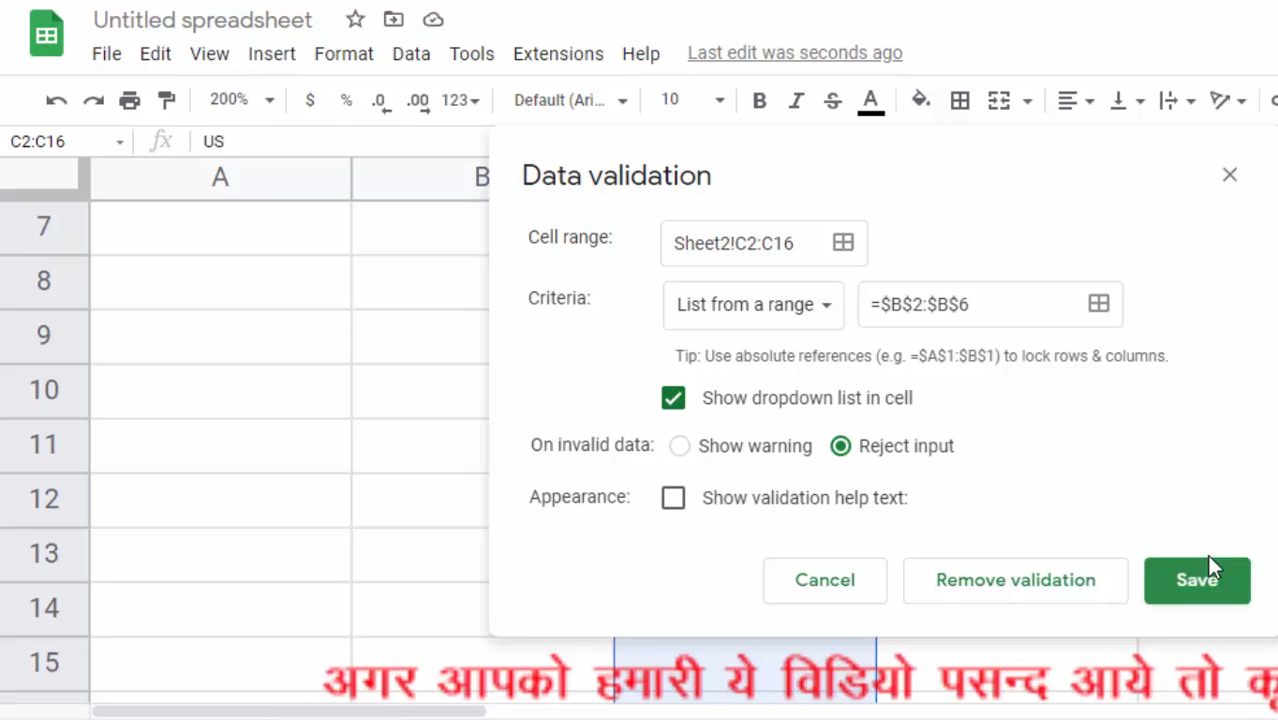 Untitled spreadsheet
File Edit View Insert Format Data Tools Extensions Help Last edit was seconds ago
200% $ % .0 .00 123 Default (Ari... 10 B I S A
C2:C16 fx US
A B
Data validation
7
Cell range: Sheet2!C2:C16
8
Criteria: List from a range =$B$2:$B$6
9
Tip: Use absolute references (e.g. =$A$1:$B$1) to lock rows & columns.
10
Show dropdown list in cell
11
On invalid data: Show warning Reject input
12
Appearance: Show validation help text:
13
Cancel Remove validation Save
14
15
अगर आपको हमारी ये विडियो पसन्द आये तो